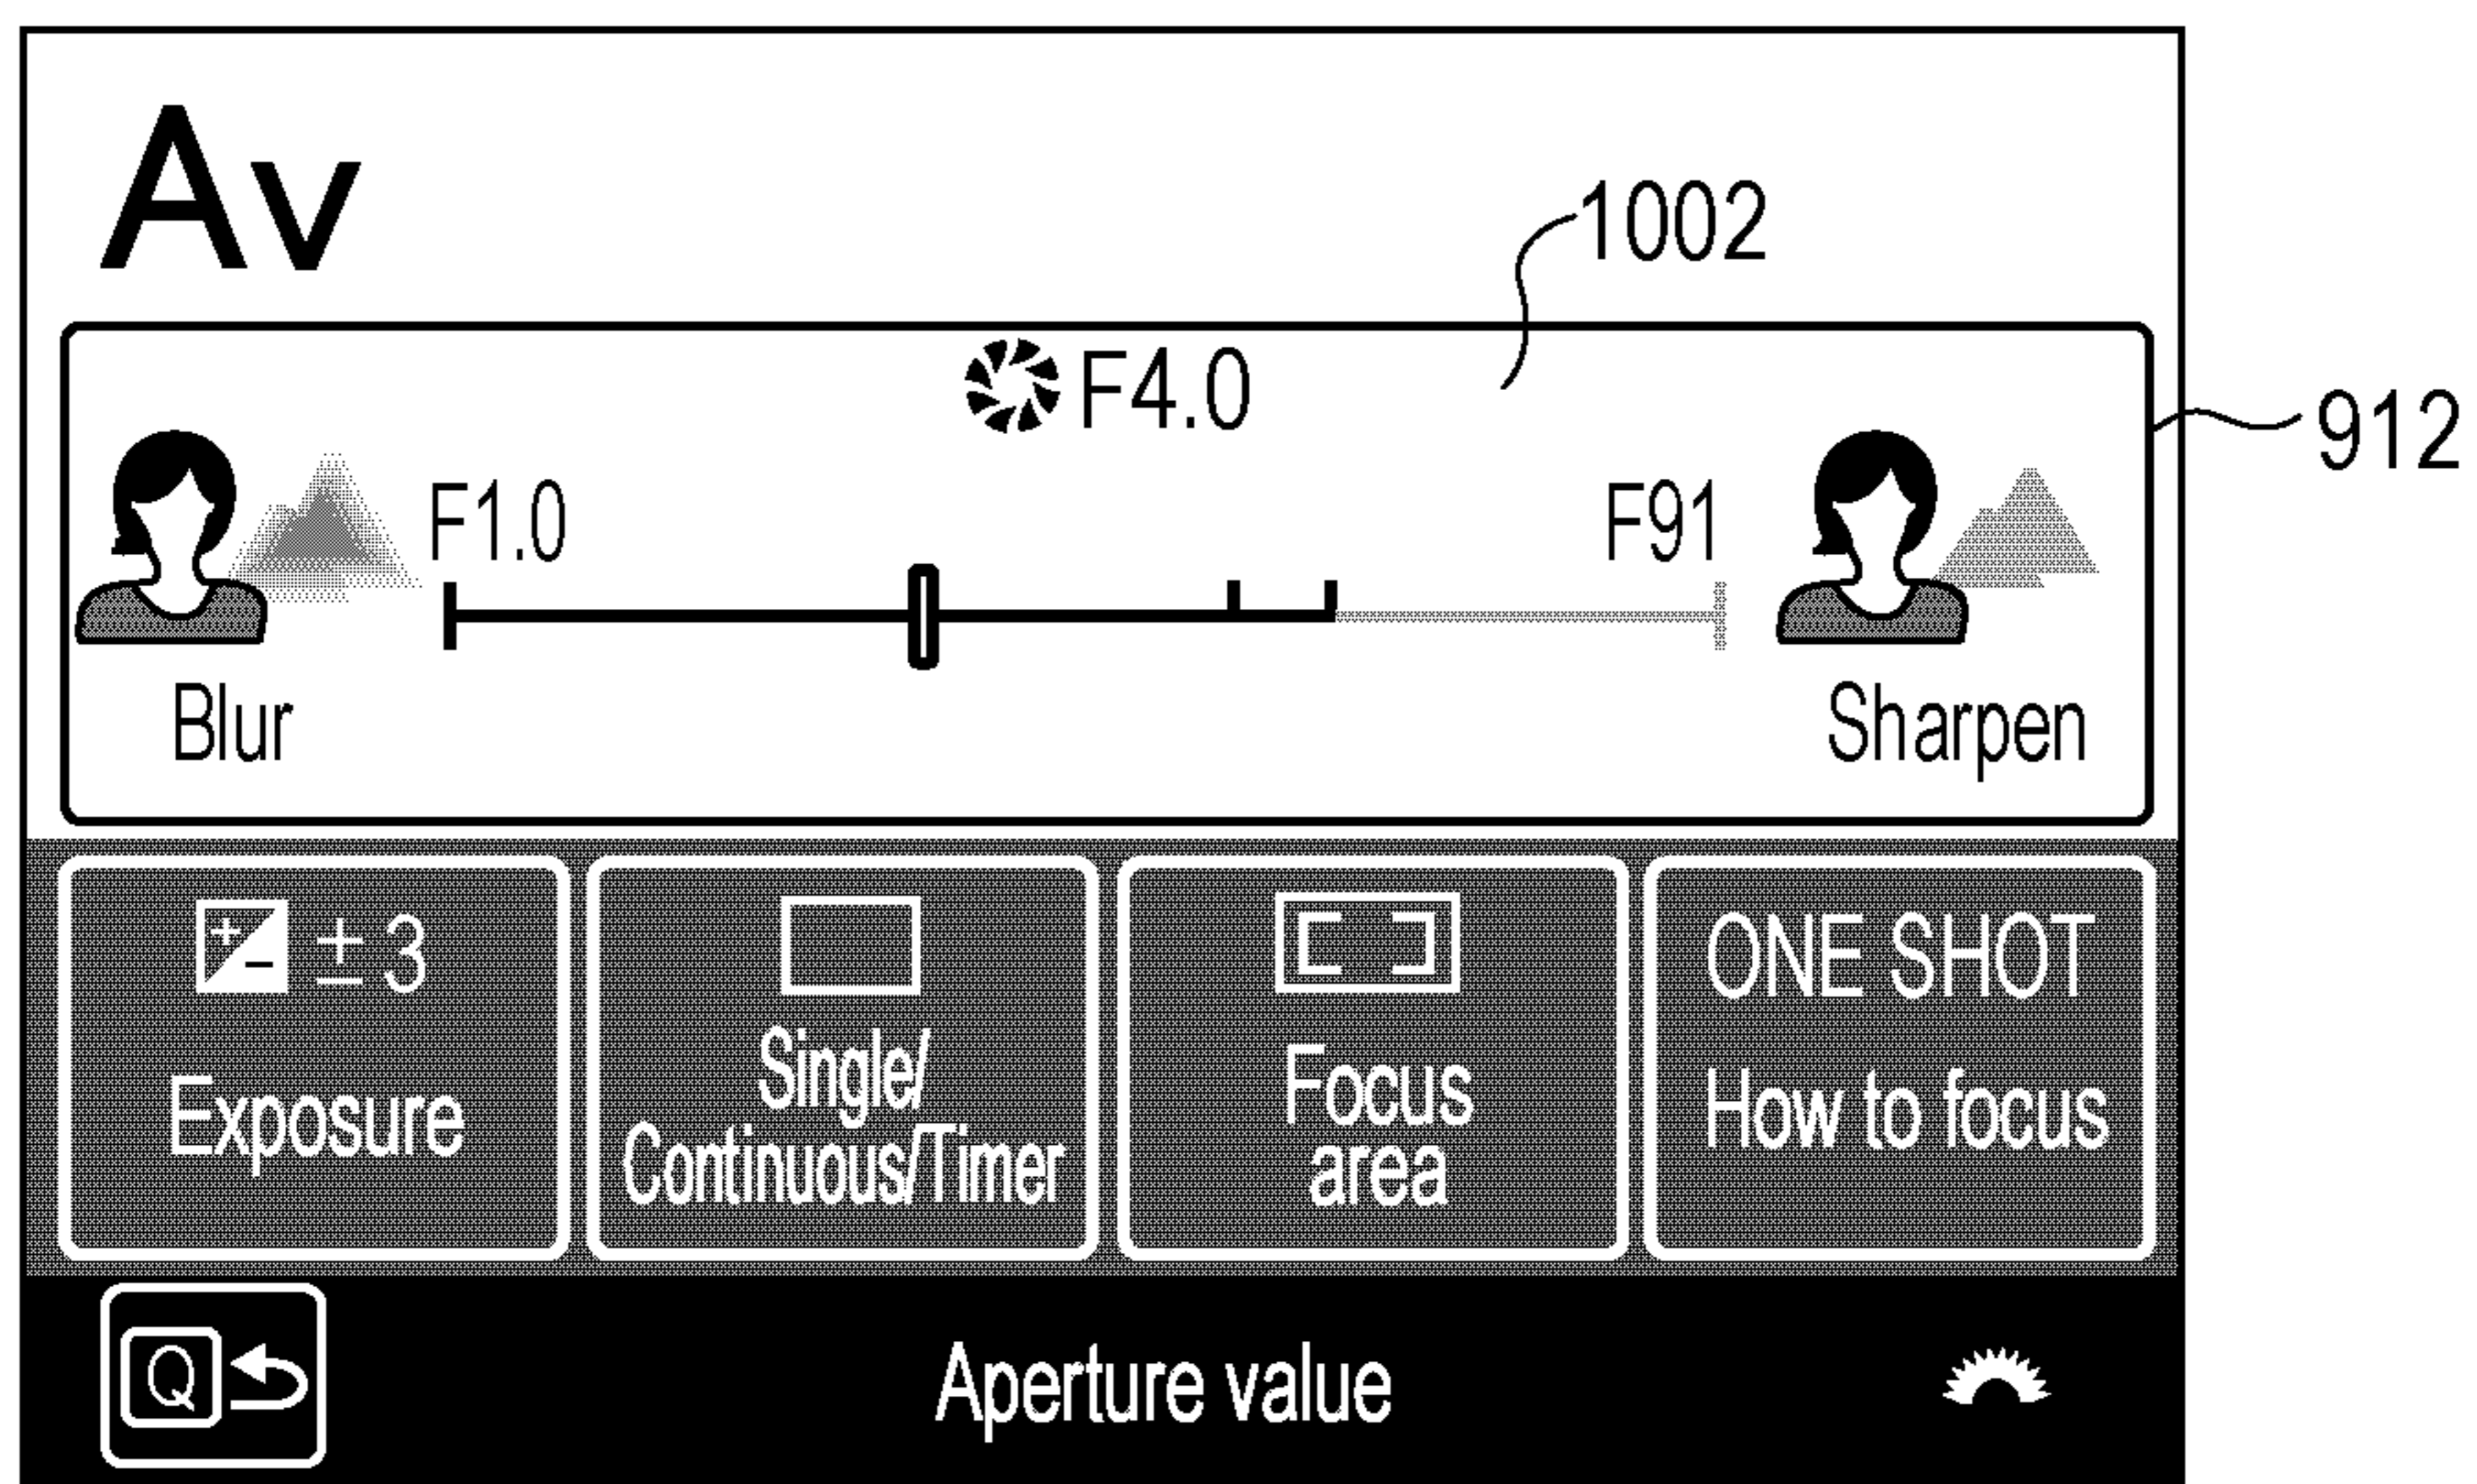 Av
1002
F4.0
912
F1.0
F91
Blur
Sharpen
±3
Exposure
Single/
Continuous/Timer
Focus
area
ONE SHOT
How to focus
Q
Aperture value